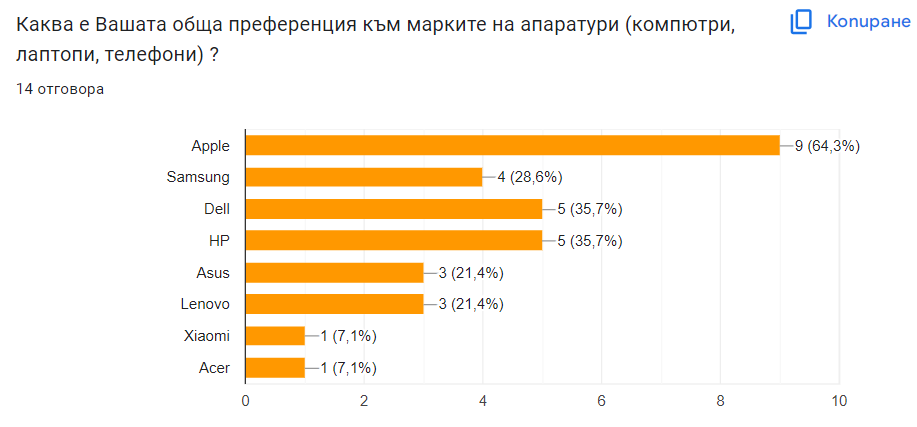 Каква е Вашата обща преференция към марките на апаратури (компютри,
лаптопи, телефони) ?
Копиране
14 отговора
Apple 9 (64,3%)
Samsung 4 (28,6%)
Dell 5 (35,7%)
HP 5 (35,7%)
Asus 3 (21,4%)
Lenovo 3 (21,4%)
Xiaomi 1 (7,1%)
Acer 1 (7,1%)
0 2 4 6 8 10